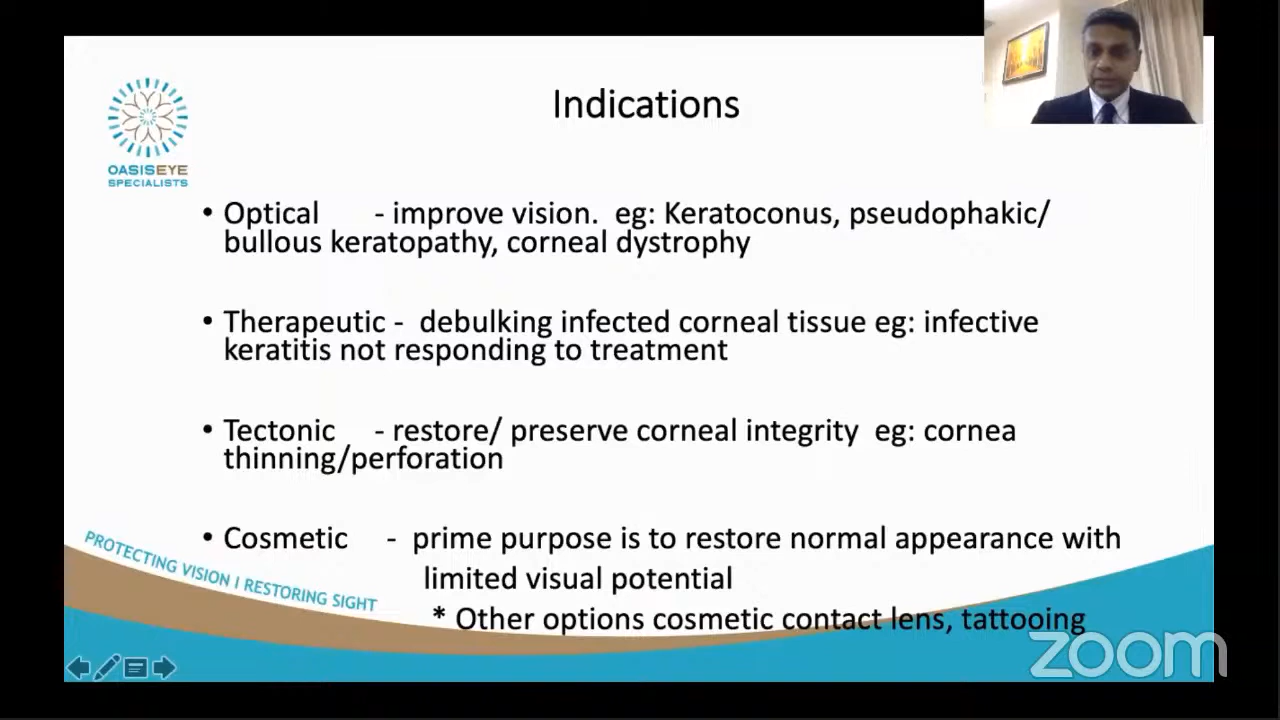 Indications
OASISEYE
SPECIALISTS
• Optical - improve vision. eg: Keratoconus, pseudophakic/
bullous keratopathy, corneal dystrophy
• Therapeutic - debulking infected corneal tissue eg: infective
keratitis not responding to treatment
• Tectonic - restore/ preserve corneal integrity eg: cornea
thinning/perforation
• Cosmetic - prime purpose is to restore normal appearance with
limited visual potential
* Other options cosmetic contact lens, tattooing
PROTECTING VISION I RESTORING SIGHT
zoom